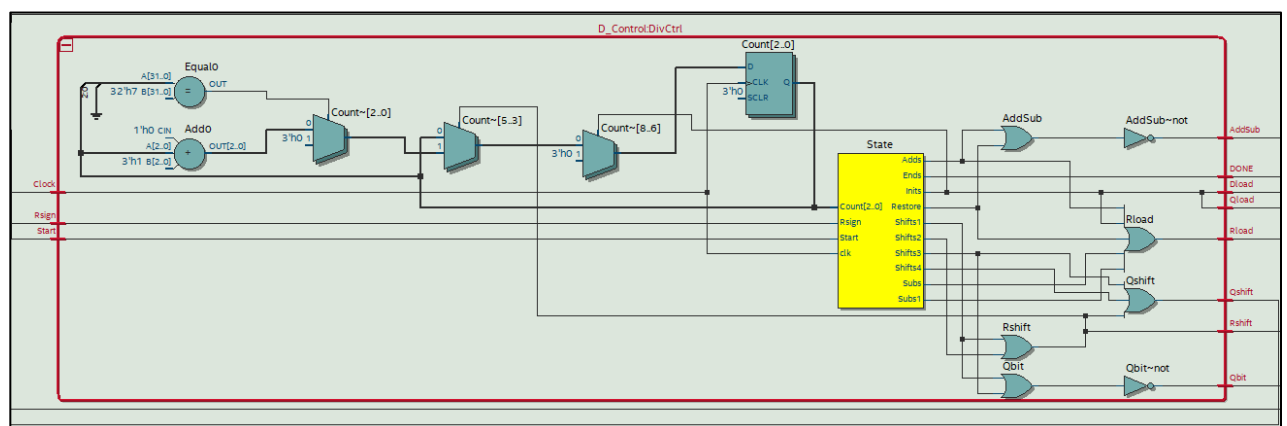 D_Control:DivCtrl
Count[2..0]
Equal0
A[31..0]
OUT
32'h7 B[31..0]
=
2:0
D
CLK
Q
3'h0
SCLR
Count~[2..0]
Count~[5..3]
Count~[8..6]
Add0
1'h0 CIN
A[2..0]
OUT[2..0]
3'h1 B[2..0]
+
0
3'h0 1
0
1
0
3'h0 1
AddSub
AddSub~not
AddSub
State
Adds
Ends
DONE
Clock
Inits
Dload
Count[2..0]
Restore
Qload
Rsign
Rsign
Shifts1
Rload
Start
Start
Shifts2
Rload
clk
Shifts3
Shifts4
Subs
Qshift
Subs1
Qshift
Rshift
Rshift
Qbit
Qbit~not
Qbit